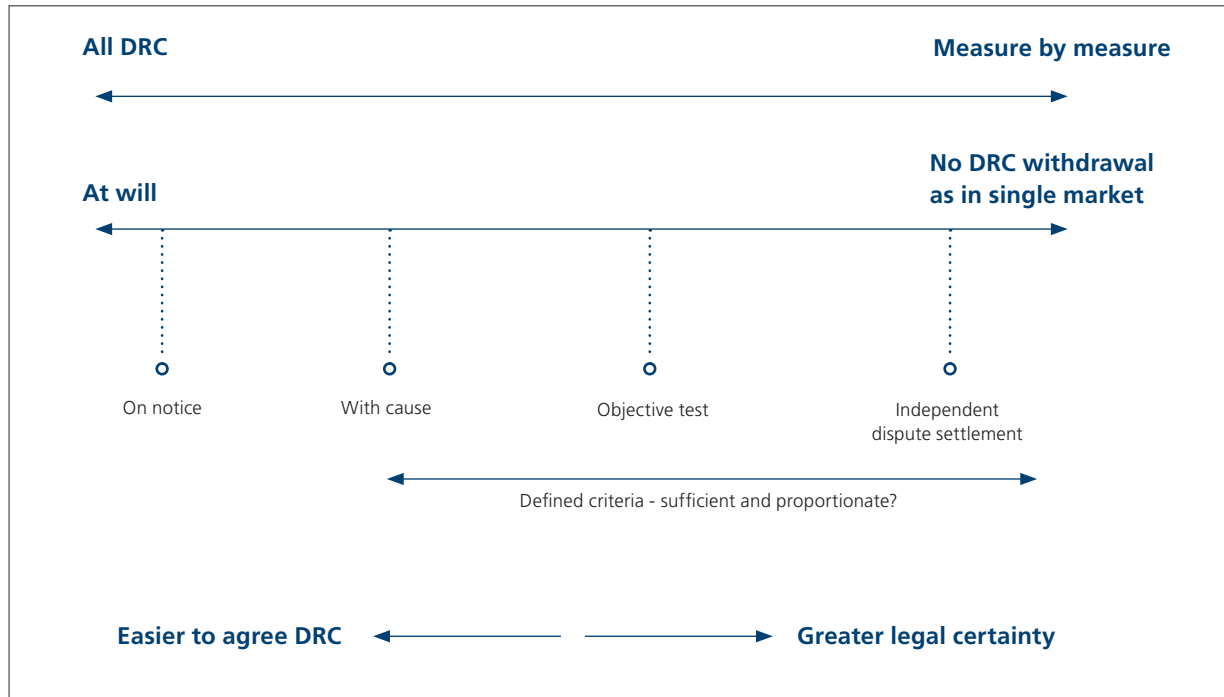 All DRC
Measure by measure
At will
No DRC withdrawal
as in single market
On notice
With cause
Objective test
Independent
dispute settlement
Defined criteria - sufficient and proportionate?
Easier to agree DRC
Greater legal certainty